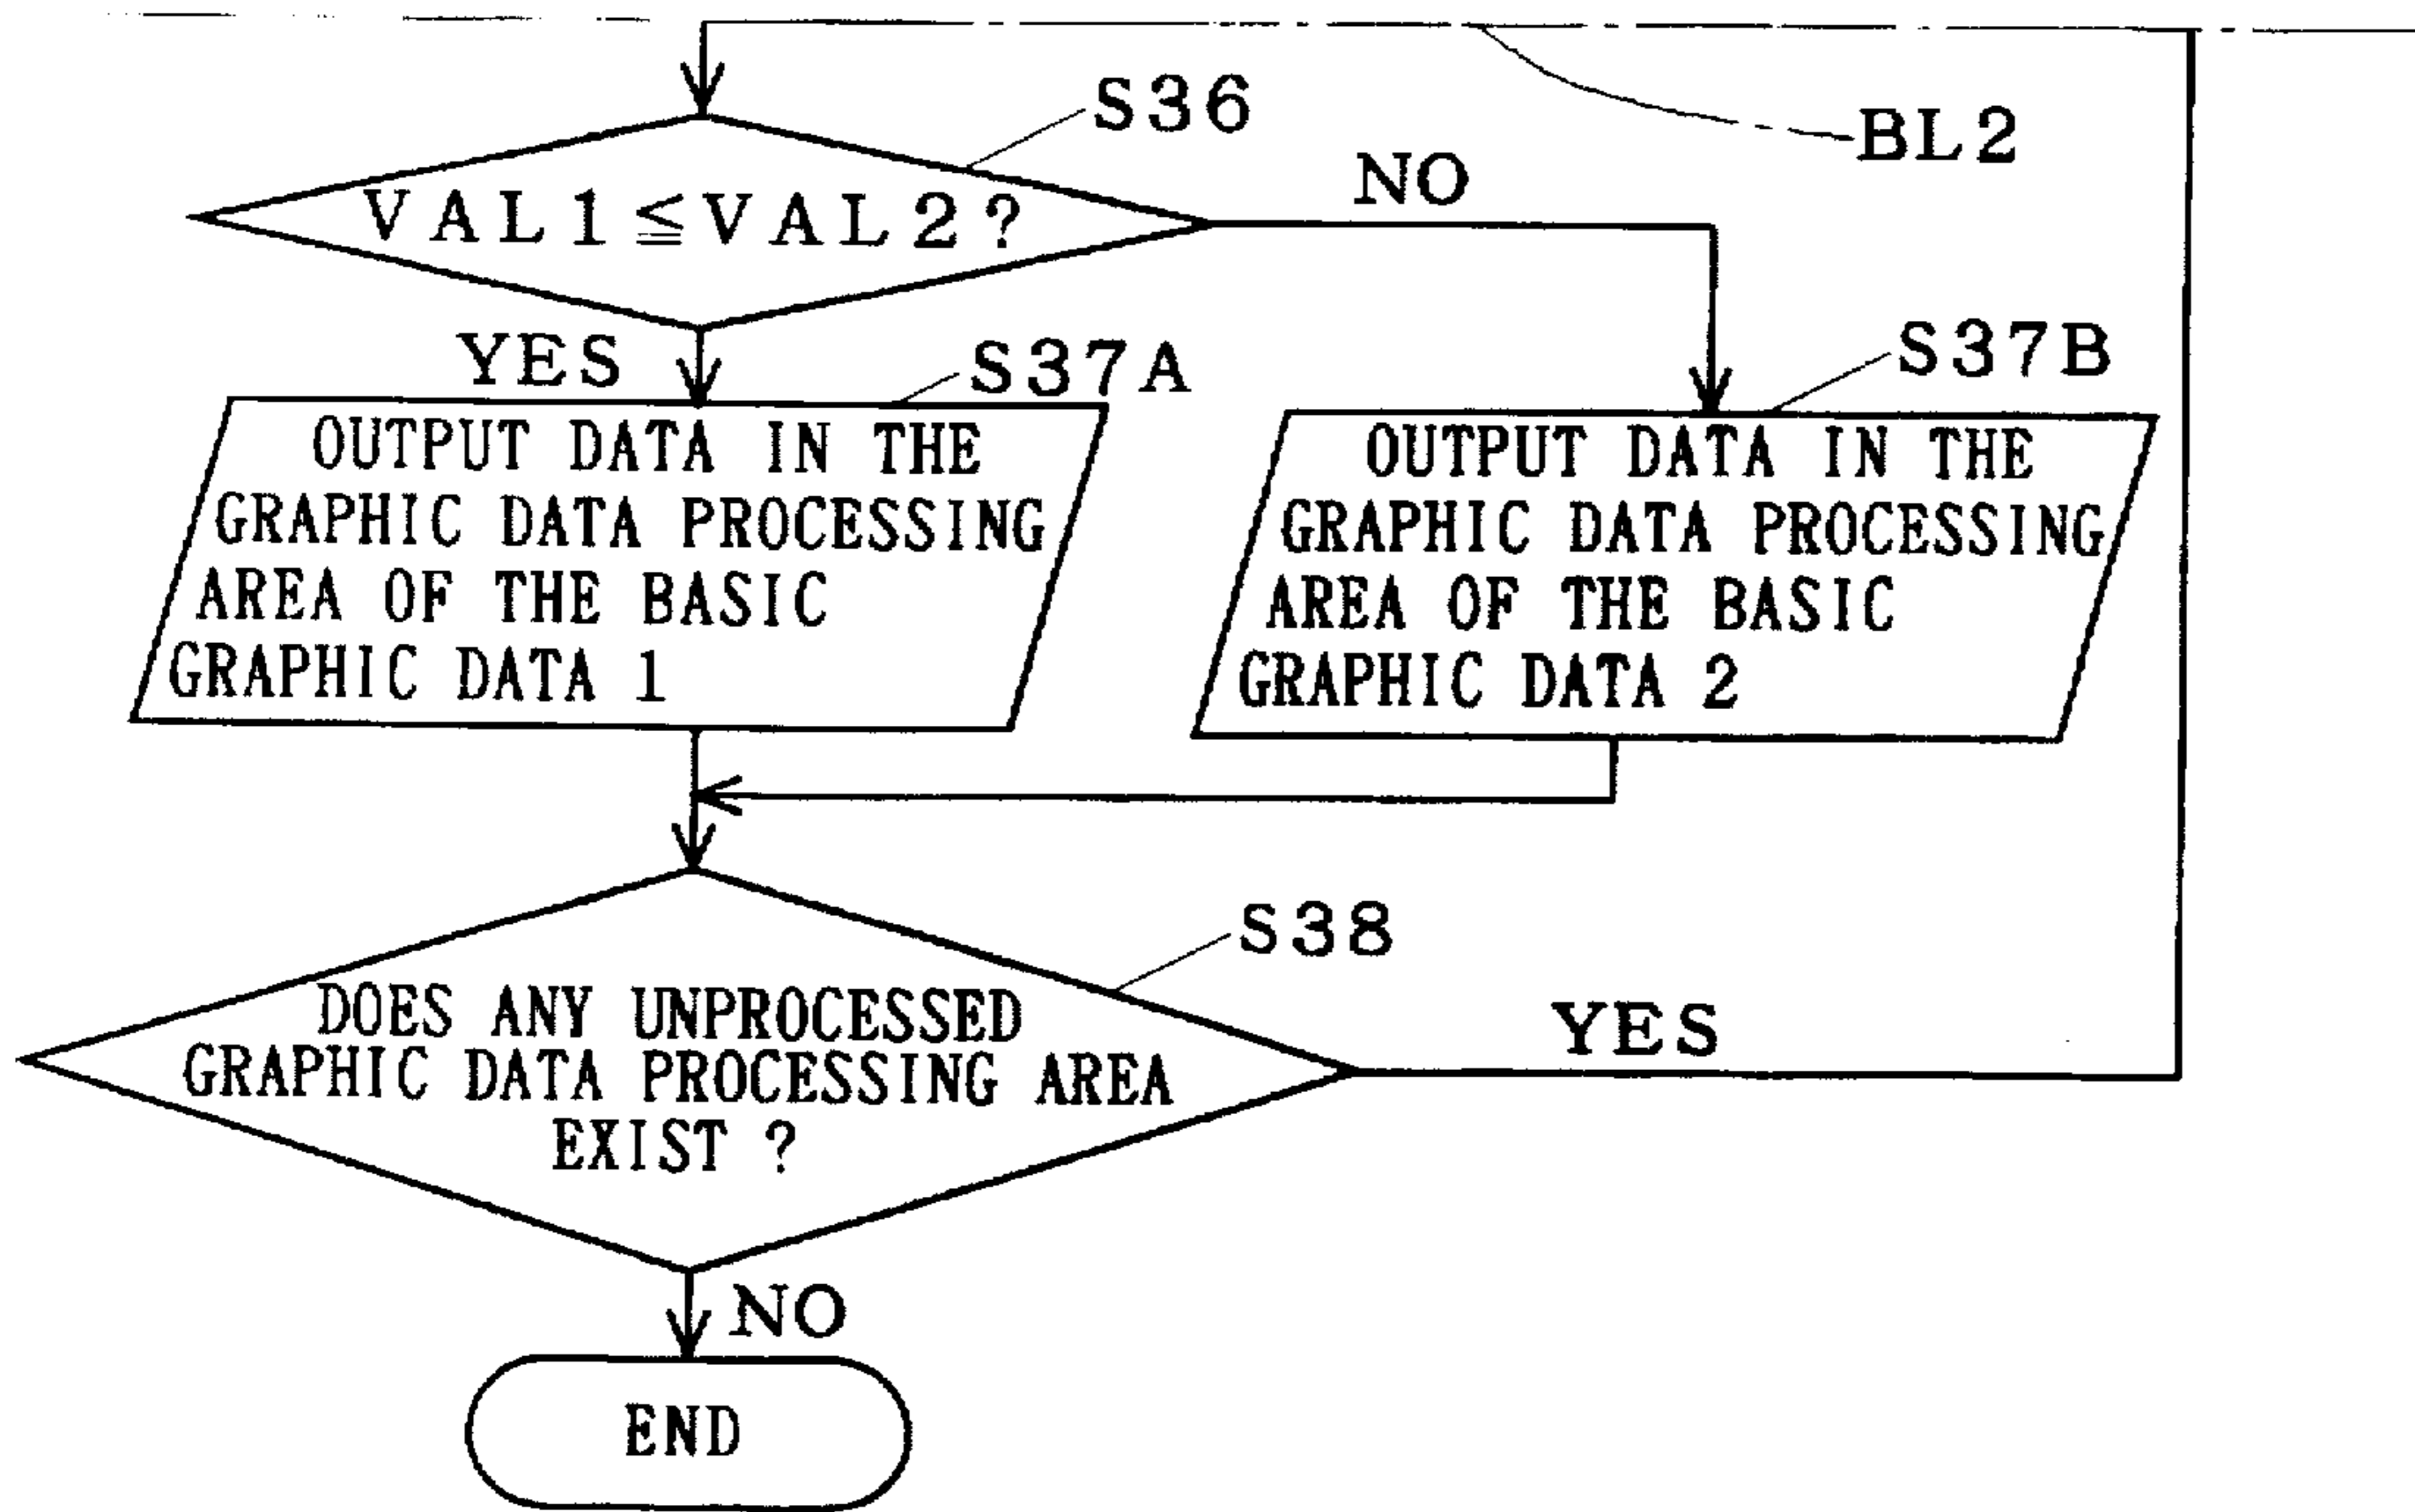 S36
BL2
VAL1≦VAL2?
NO
YES
S37A
S37B
OUTPUT DATA IN THE
GRAPHIC DATA PROCESSING
AREA OF THE BASIC
GRAPHIC DATA 1
OUTPUT DATA IN THE
GRAPHIC DATA PROCESSING
AREA OF THE BASIC
GRAPHIC DATA 2
S38
DOES ANY UNPROCESSED
GRAPHIC DATA PROCESSING AREA
EXIST ?
YES
NO
END